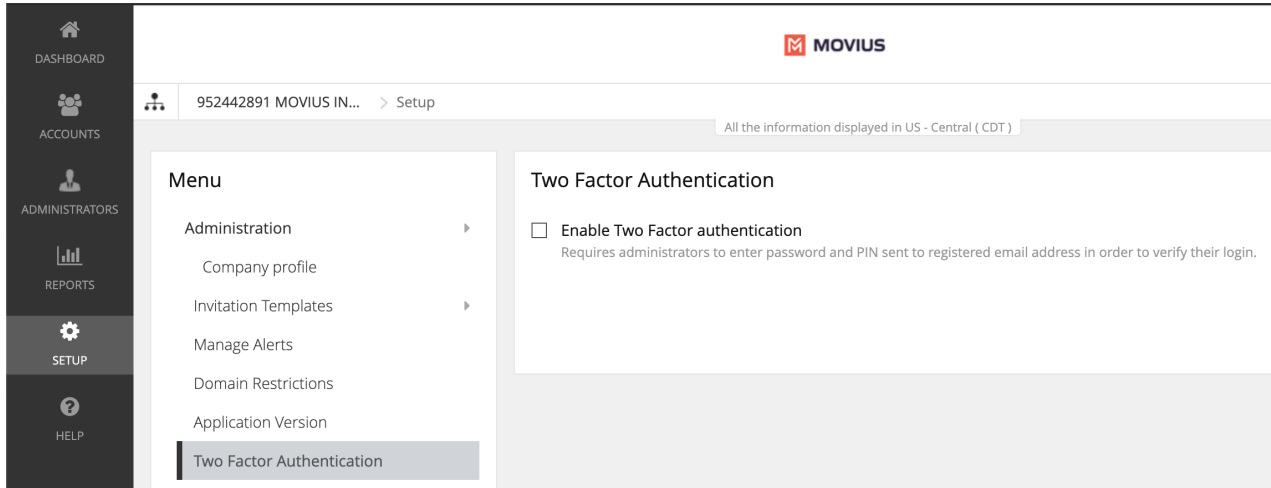 DASHBOARD
ACCOUNTS
ADMINISTRATORS
REPORTS
SETUP
HELP
MOVIUS
952442891 MOVIUS IN... > Setup
All the information displayed in US - Central ( CDT )
Menu
Administration
Company profile
Invitation Templates
Manage Alerts
Domain Restrictions
Application Version
Two Factor Authentication
Two Factor Authentication
Enable Two Factor authentication
Requires administrators to enter password and PIN sent to registered email address in order to verify their login.